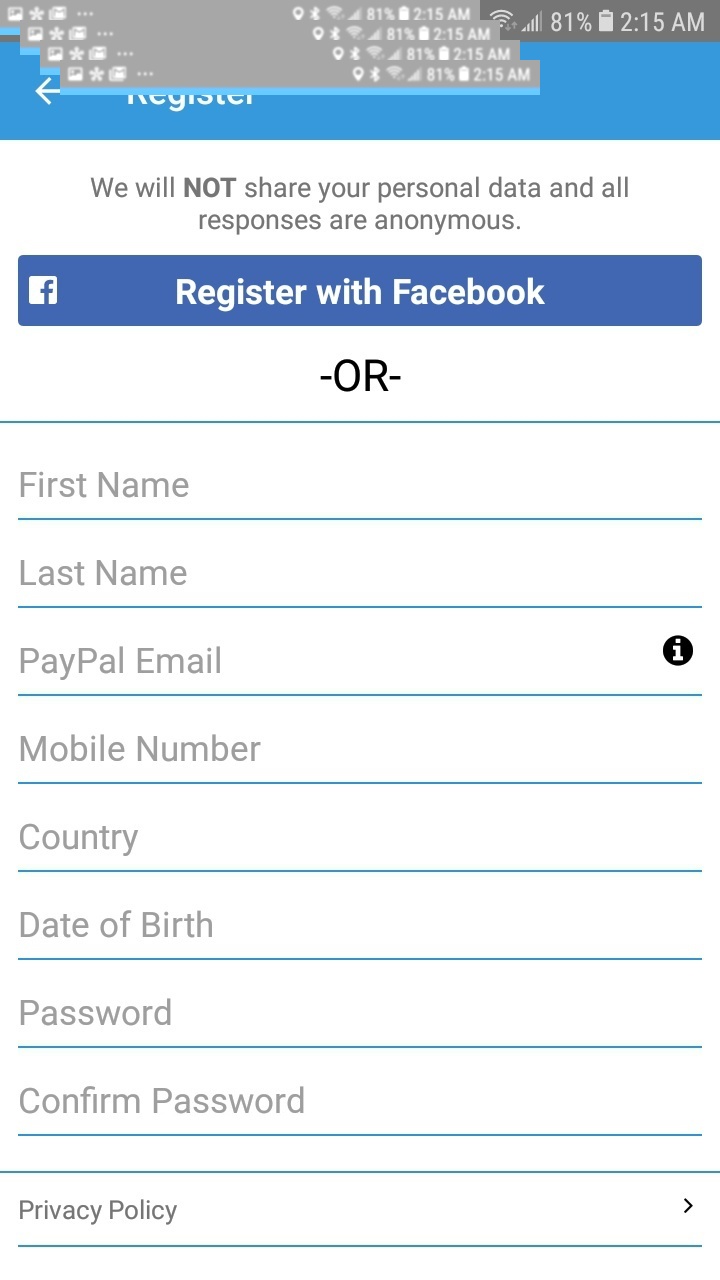 81% 2:15 AM
81% 2:15 AM
81% 2:15 AM
81% 2:15 AM
81% 2:15 AM
Register
We will NOT share your personal data and all
responses are anonymous.
Register with Facebook
-OR-
First Name
Last Name
PayPal Email
Mobile Number
Country
Date of Birth
Password
Confirm Password
Privacy Policy